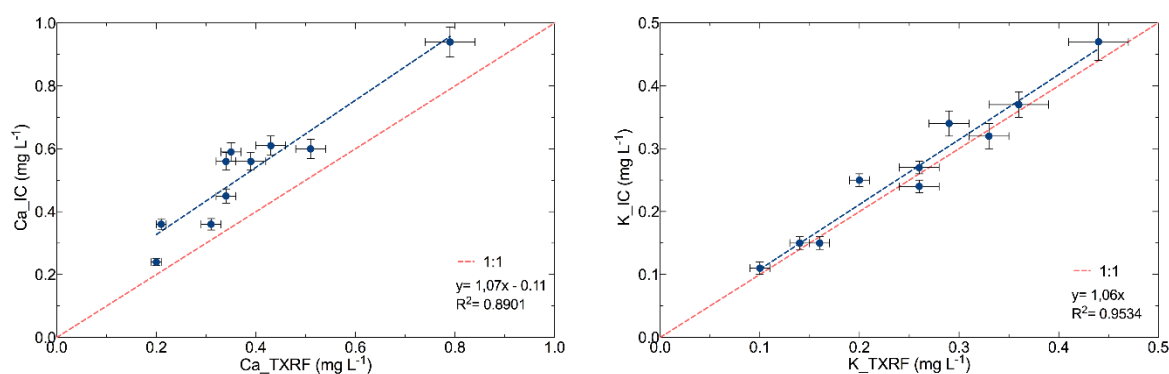 1.0
0.8
0.6
0.4
0.2
0.0
Ca_IC (mg L⁻¹)
1:1
y= 1,07x - 0.11
R²= 0.8901
0.0 0.2 0.4 0.6 0.8 1.0
Ca_TXRF (mg L⁻¹)
0.5
0.4
0.3
0.2
0.1
0.0
K_IC (mg L⁻¹)
1:1
y= 1,06x
R²= 0.9534
0.0 0.1 0.2 0.3 0.4 0.5
K_TXRF (mg L⁻¹)